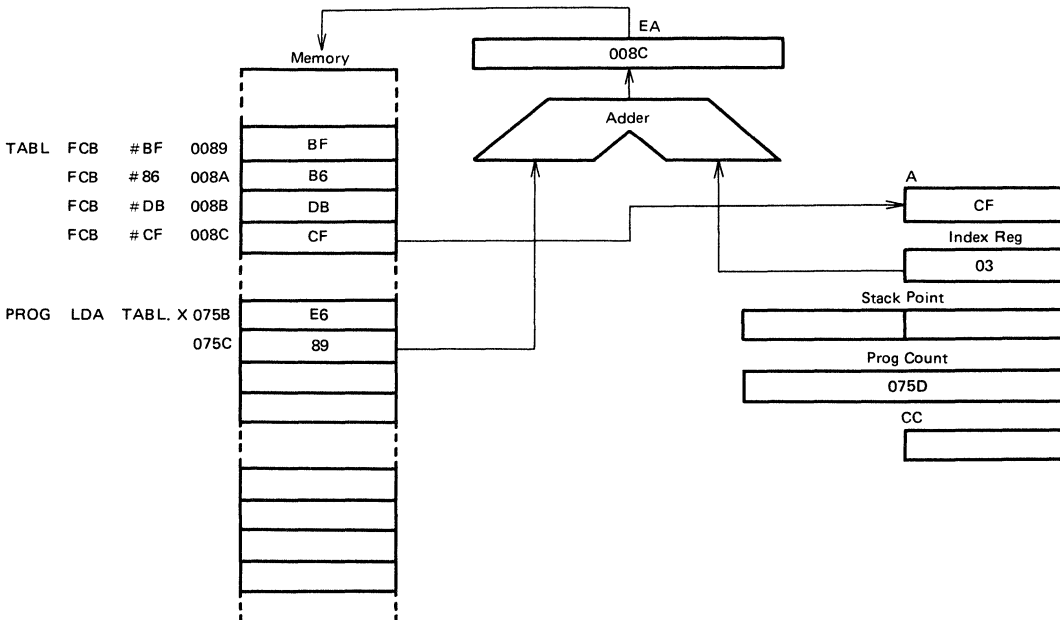 EA
008C
Memory
Adder
TABL FCB #BF 0089 BF
FCB #86 008A B6
FCB #DB 008B DB
FCB #CF 008C CF
A
CF
Index Reg
03
Stack Point
PROG LDA TABL. X 075B E6
075C 89
Prog Count
075D
CC